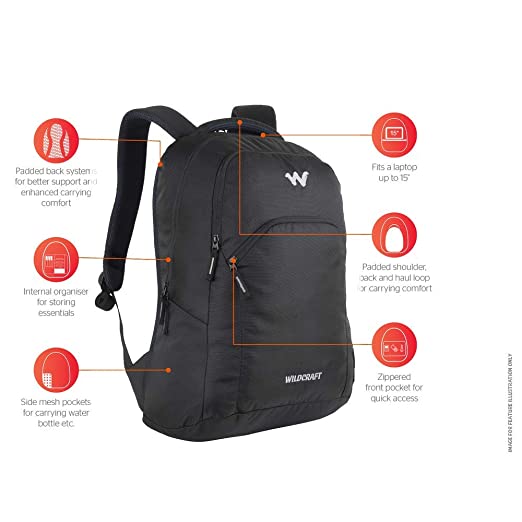 Padded back system
for better support and
enhanced carrying
comfort
15"
Fits a laptop
up to 15"
Internal organiser
for storing
essentials
Padded shoulder,
back and haul loop
for carrying comfort
Side mesh pockets
for carrying water
bottle etc.
Zippered
front pocket for
quick access
WILDCRAFT
IMAGE FOR FEATURE ILLUSTRATION ONLY